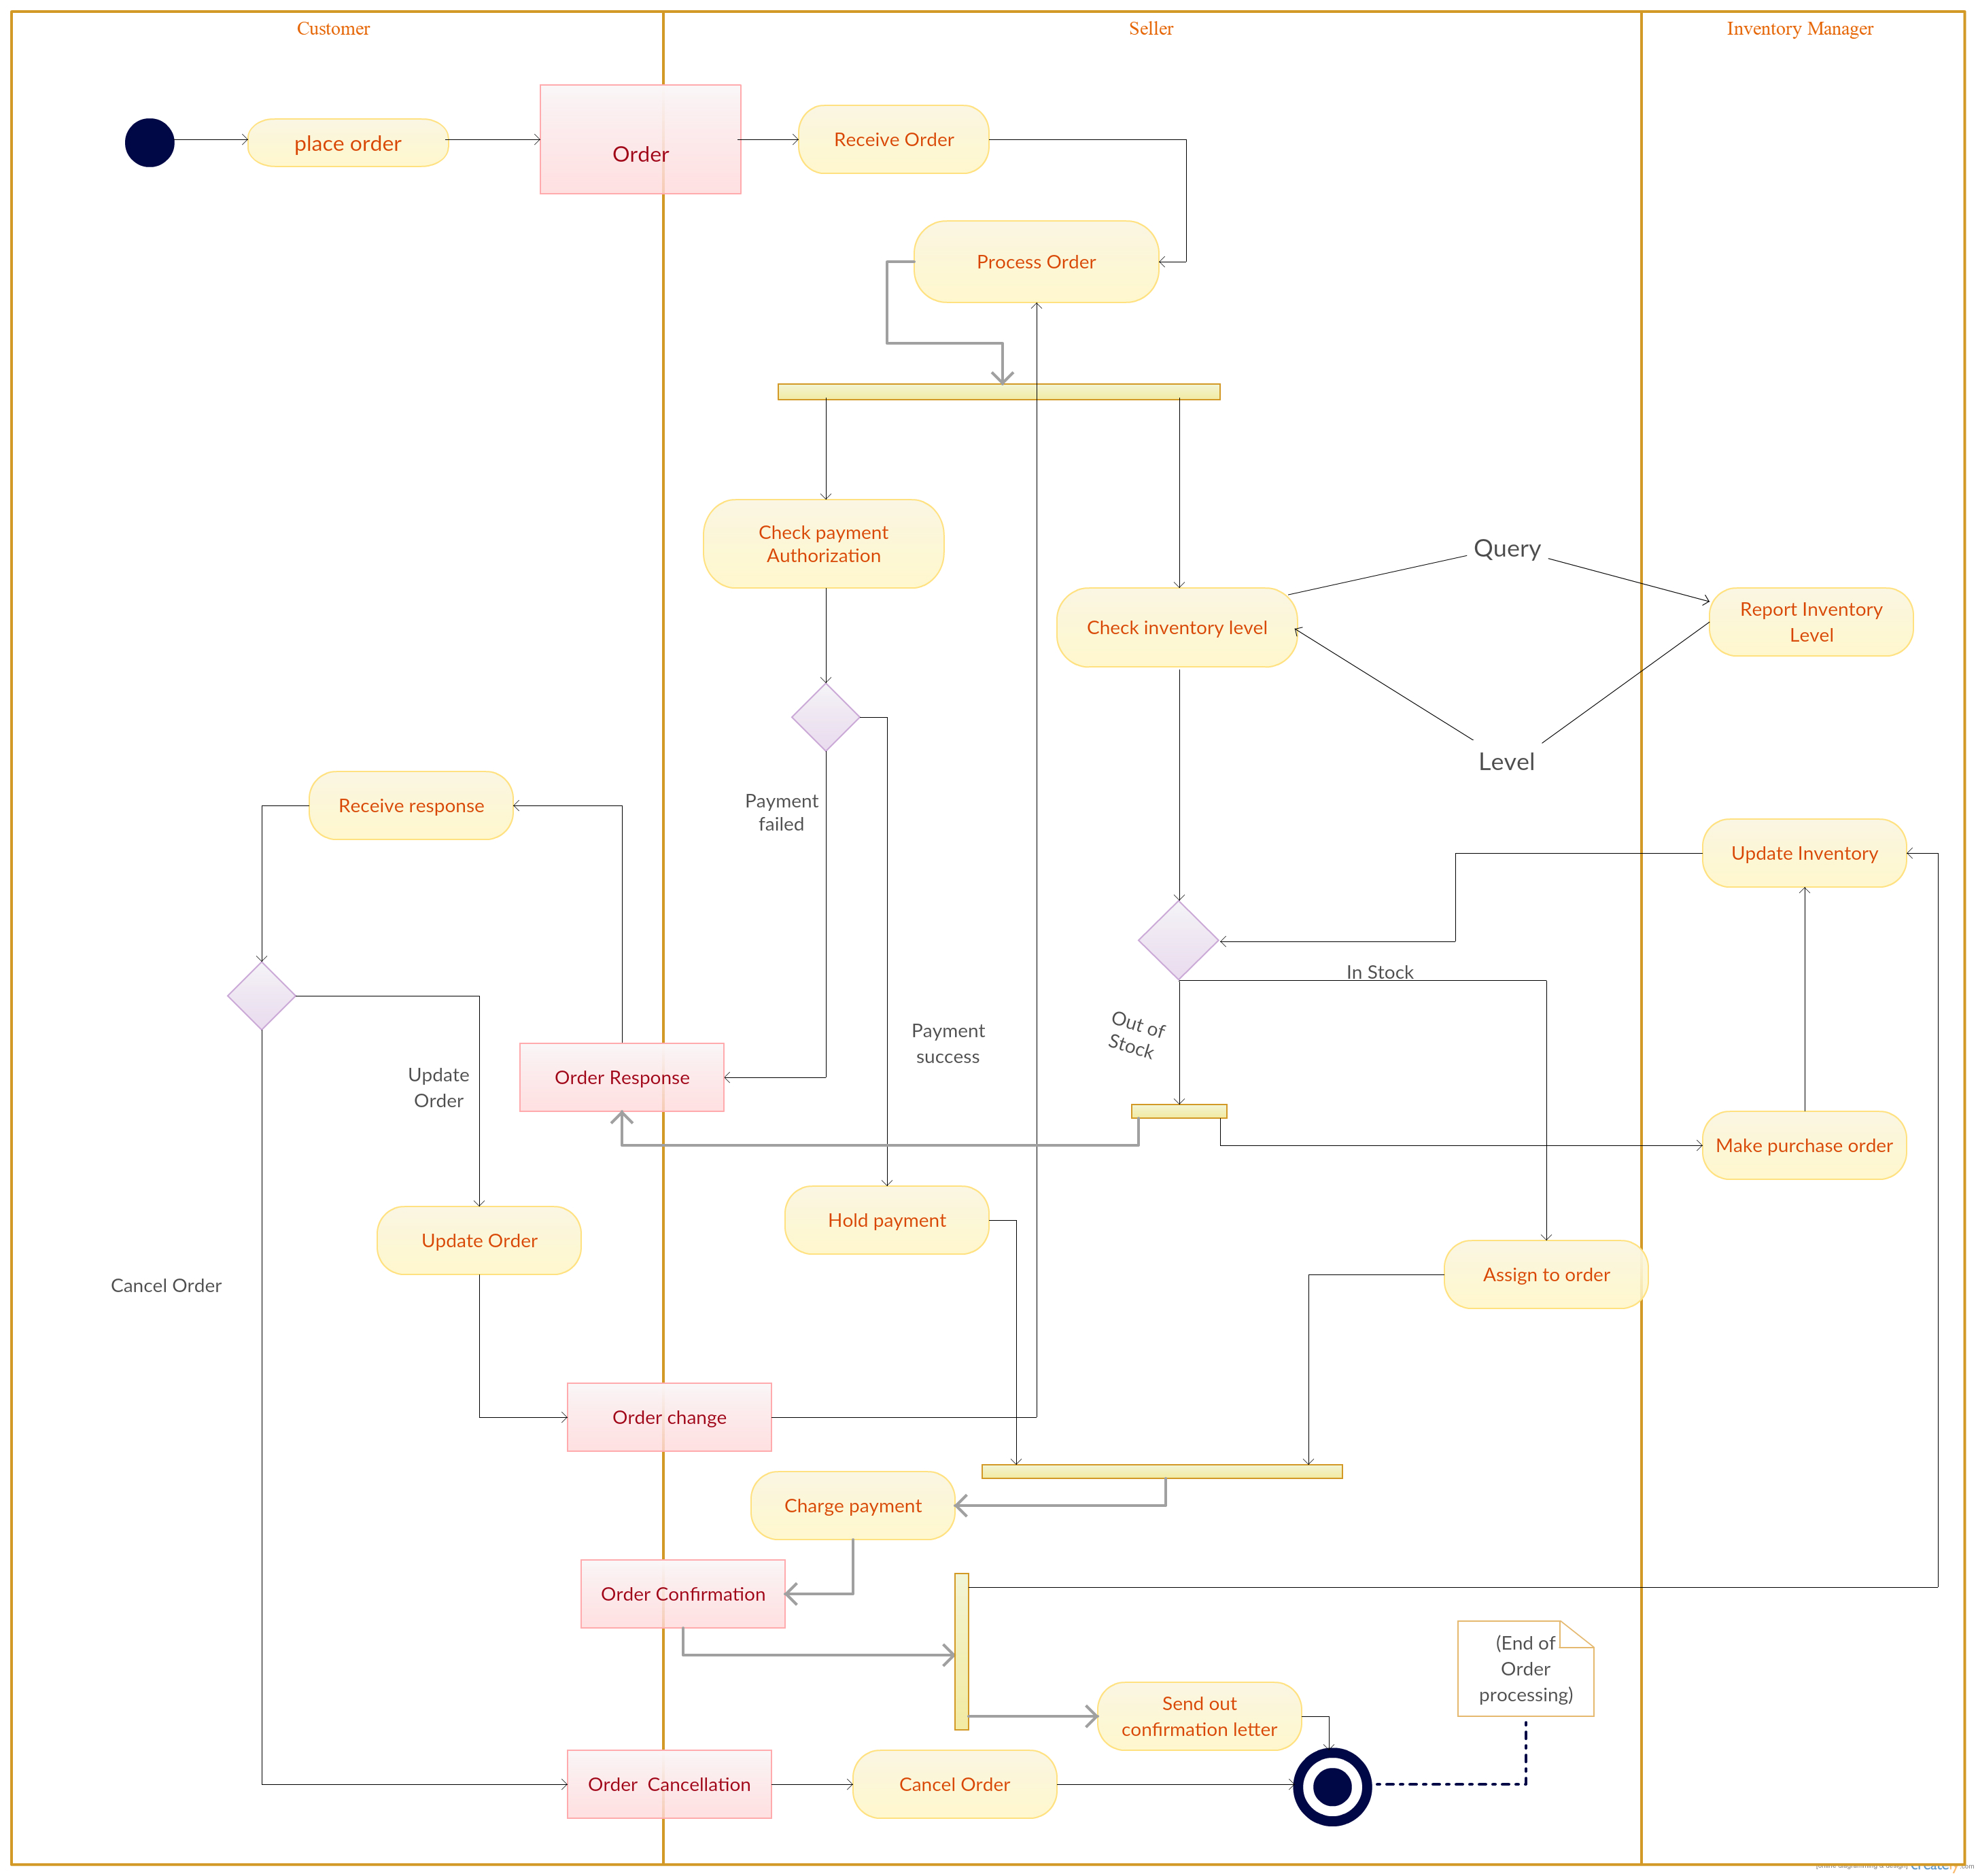 Customer
Seller
Inventory Manager
place order
Order
Receive Order
Process Order
Check payment
Authorization
Query
Check inventory level
Report Inventory
Level
Level
Payment
failed
Receive response
Update Inventory
In Stock
Out of
Stock
Payment
success
Update
Order
Order Response
Make purchase order
Hold payment
Update Order
Assign to order
Cancel Order
Order change
Charge payment
Order Confirmation
(End of
Order
processing)
Send out
confirmation letter
Order Cancellation
Cancel Order
creately.com